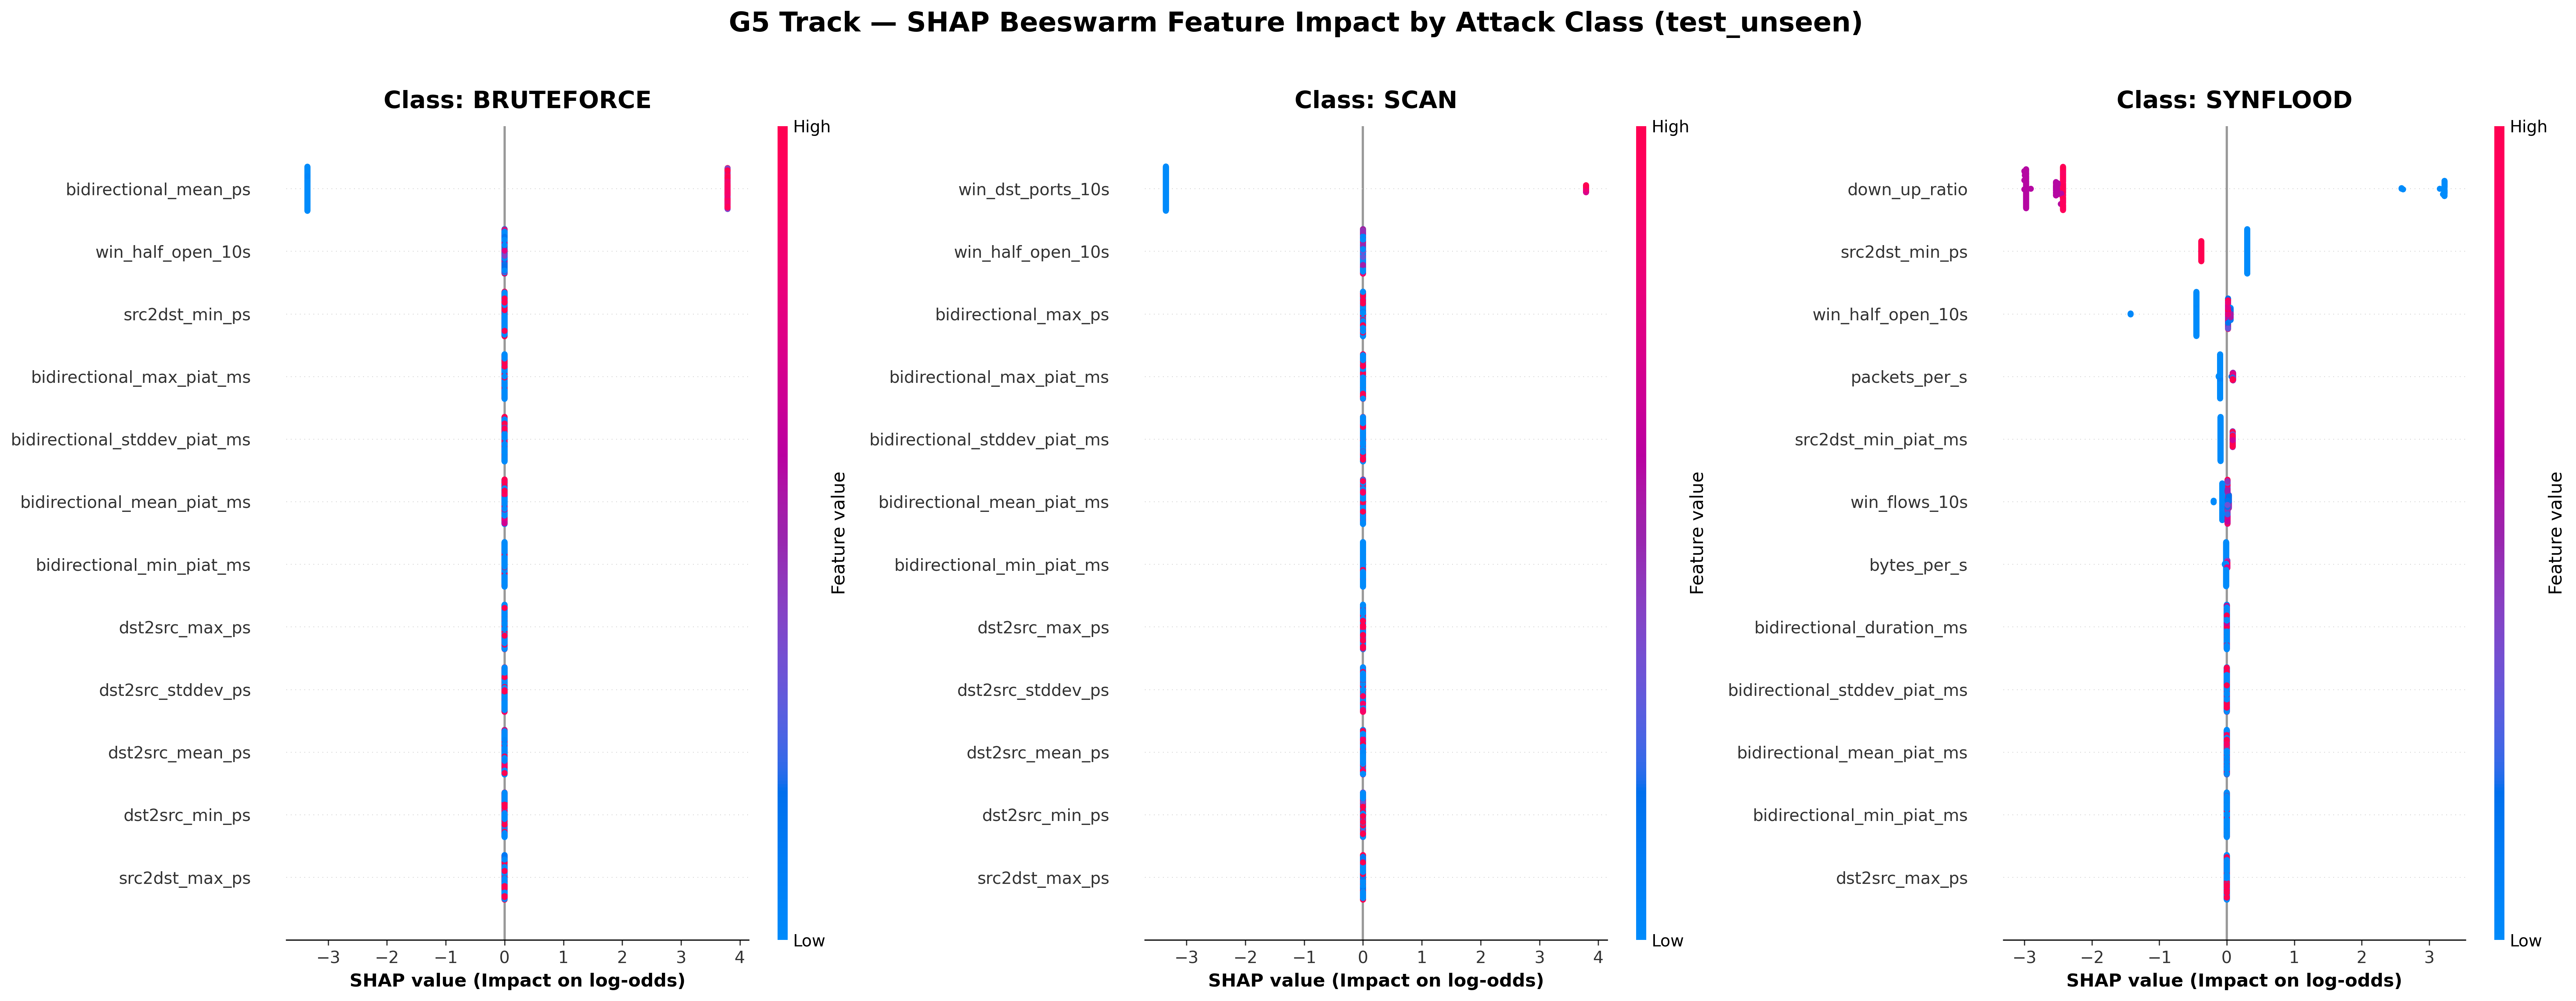 G5 Track — SHAP Beeswarm Feature Impact by Attack Class (test_unseen)
Class: BRUTEFORCE
High
bidirectional_mean_ps
win_half_open_10s
src2dst_min_ps
bidirectional_max_piat_ms
bidirectional_stddev_piat_ms
bidirectional_mean_piat_ms
bidirectional_min_piat_ms
dst2src_max_ps
dst2src_stddev_ps
dst2src_mean_ps
dst2src_min_ps
src2dst_max_ps
Feature value
Low
−3 −2 −1 0 1 2 3 4
SHAP value (Impact on log-odds)
Class: SCAN
High
win_dst_ports_10s
win_half_open_10s
bidirectional_max_ps
bidirectional_max_piat_ms
bidirectional_stddev_piat_ms
bidirectional_mean_piat_ms
bidirectional_min_piat_ms
dst2src_max_ps
dst2src_stddev_ps
dst2src_mean_ps
dst2src_min_ps
src2dst_max_ps
Feature value
Low
−3 −2 −1 0 1 2 3 4
SHAP value (Impact on log-odds)
Class: SYNFLOOD
High
down_up_ratio
src2dst_min_ps
win_half_open_10s
packets_per_s
src2dst_min_piat_ms
win_flows_10s
bytes_per_s
bidirectional_duration_ms
bidirectional_stddev_piat_ms
bidirectional_mean_piat_ms
bidirectional_min_piat_ms
dst2src_max_ps
Feature value
Low
−3 −2 −1 0 1 2 3
SHAP value (Impact on log-odds)